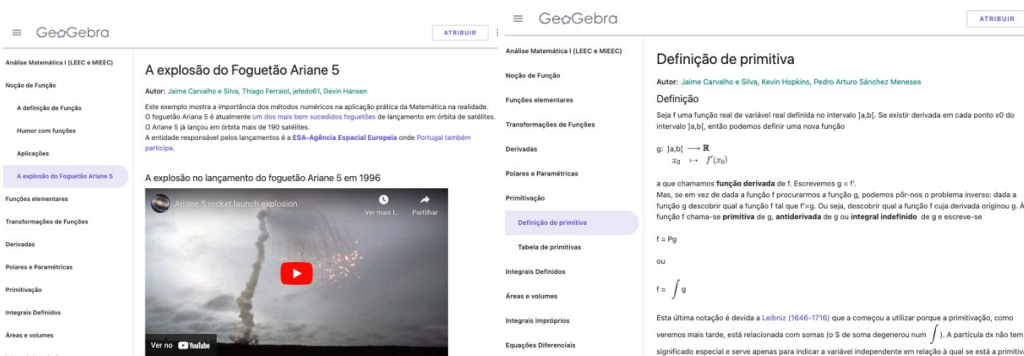 GeoGebra
ATRIBUIR
Análise Matemática I (LEEC e MIEEC)
Noção de Função
A definição de Função
Humor com funções
Aplicações
A explosão do Foguetão Ariane 5
Funções elementares
Transformações de Funções
Derivadas
Polares e Paramétricas
Primitivação
Integrais Definidos
Áreas e volumes
A explosão do Foguetão Ariane 5
Autor: Jaime Carvalho e Silva, Thiago Ferraiol, jefedo61, Devin Hansen
Este exemplo mostra a importância dos métodos numéricos na aplicação prática da Matemática na realidade.
O foguetão Ariane 5 é atualmente um dos mais bem sucedidos foguetões de lançamento em órbita de satélites.
O Ariane 5 já lançou em órbita mais de 190 satélites.
A entidade responsável pelos lançamentos é a ESA-Agência Espacial Europeia onde Portugal também
participa.
A explosão no lançamento do foguetão Ariane 5 em 1996
Ariane 5 rocket launch explosion
Ver mais t...
Partilhar
Ver no YouTube
GeoGebra
ATRIBUIR
Análise Matemática I (LEEC e MIEEC)
Noção de Função
Funções elementares
Transformações de Funções
Derivadas
Polares e Paramétricas
Primitivação
Definição de primitiva
Tabela de primitivas
Integrais Definidos
Áreas e volumes
Integrais Impróprios
Equações Diferenciais
Definição de primitiva
Autor: Jaime Carvalho e Silva, Kevin Hopkins, Pedro Arturo Sánchez Meneses
Definição
Seja f uma função real de variável real definida no intervalo ]a,b[. Se existir derivada em cada ponto x0 do
intervalo ]a,b[, então podemos definir uma nova função
g: ]a,b[ ⟶ ℝ
x₀ ↦ f'(x₀)
a que chamamos função derivada de f. Escrevemos g = f'.
Mas, se em vez de dada a função f procurarmos a função g, podemos pôr-nos o problema inverso: dada a
função g descobrir qual a função f tal que f'=g. Ou seja, descobrir qual a função f cuja derivada originou g. À
função f chama-se primitiva de g, antiderivada de g ou integral indefinido de g e escreve-se
f = Pg
ou
f = ∫ g
Esta última notação é devida a Leibniz (1646-1716) que a começou a utilizar porque a primitivação, como
veremos mais tarde, está relacionada com somas (o S de soma degenerou num ∫ ). A partícula dx não tem
significado especial e serve apenas para indicar a variável independente em relação à qual se está a primitiva